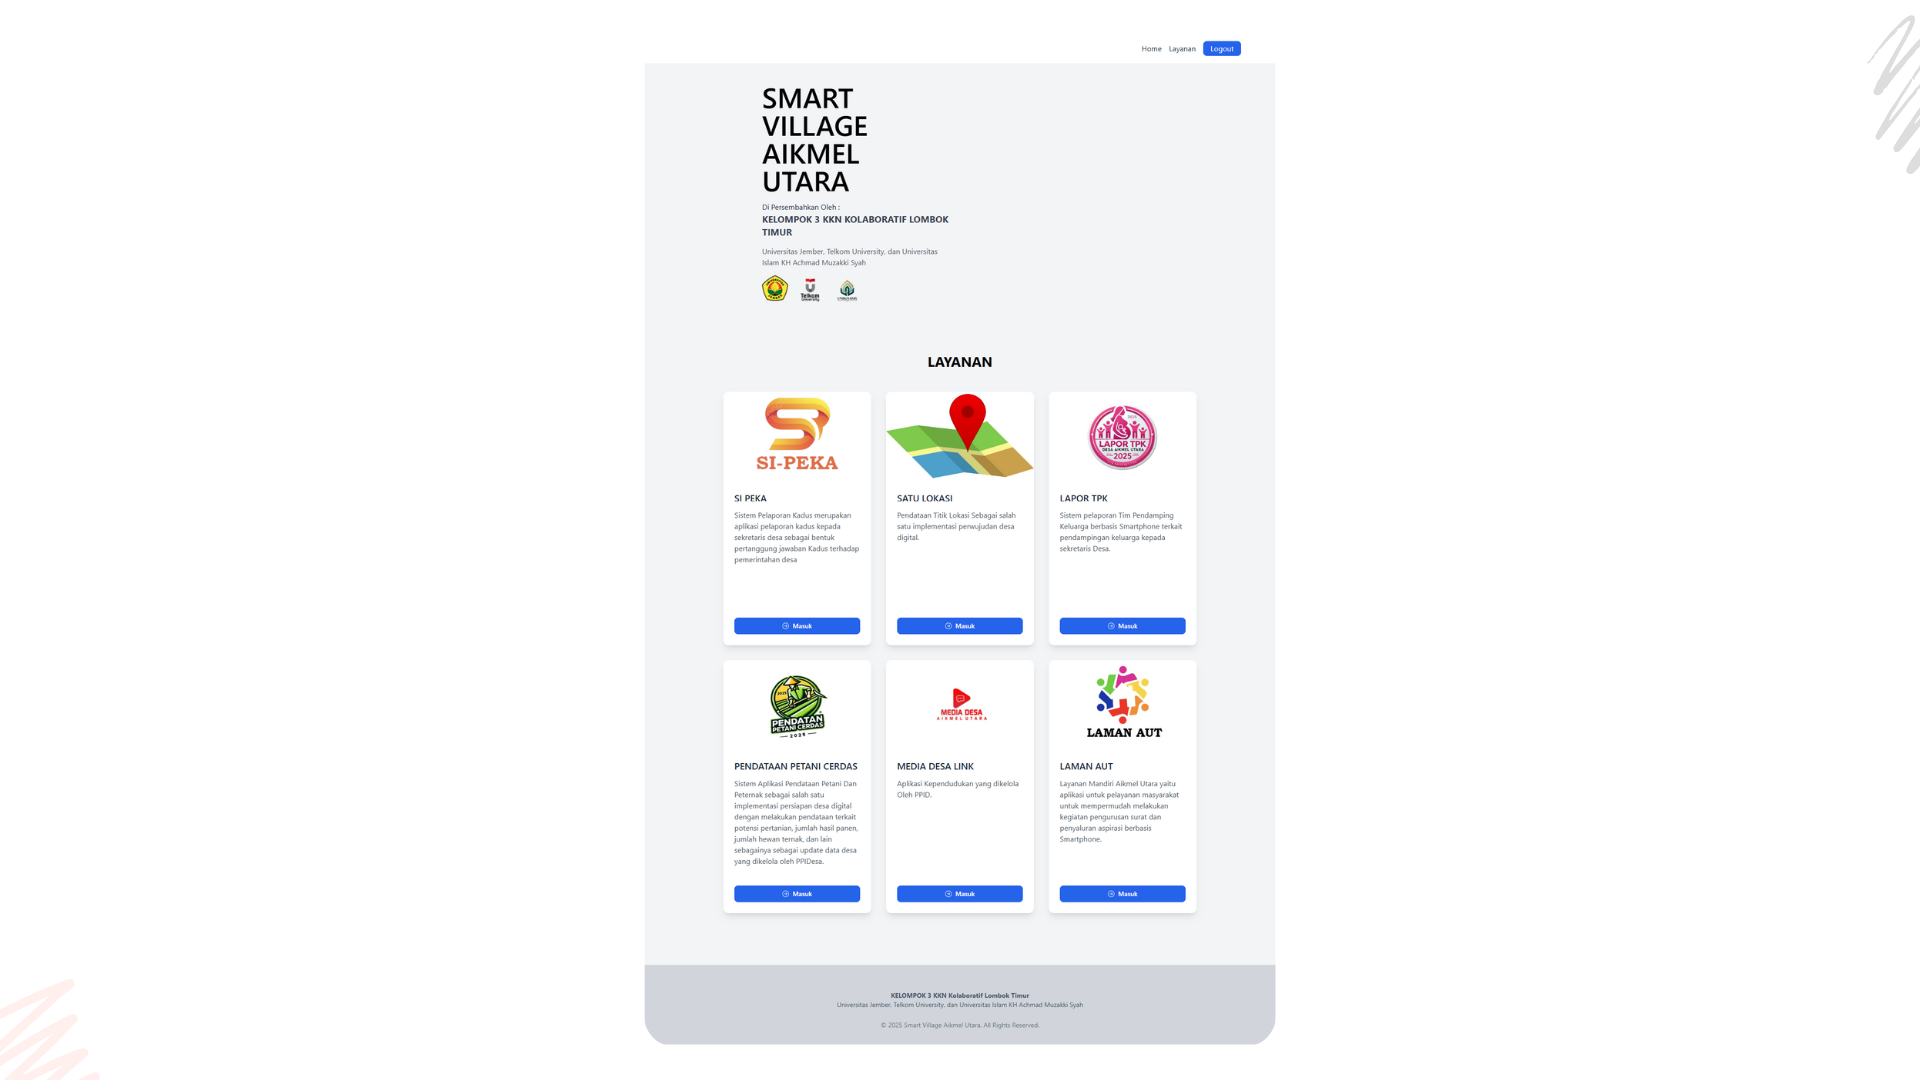 Home Layanan Logout
SMART
VILLAGE
AIKMEL
UTARA
Di Persembahkan Oleh :
KELOMPOK 3 KKN KOLABORATIF LOMBOK
TIMUR
Universitas Jember, Telkom University, dan Universitas
Islam KH Achmad Muzakki Syah
Telkom
University
LAYANAN
SI-PEKA
SI PEKA
Sistem Pelaporan Kadus merupakan
aplikasi pelaporan kadus kepada
sekretaris desa sebagai bentuk
pertanggung jawaban Kadus terhadap
pemerintahan desa
Masuk
SATU LOKASI
Pendataan Titik Lokasi Sebagai salah
satu implementasi perwujudan desa
digital.
Masuk
2025
LAPOR TPK
DESA AIKMEL UTARA
2025
LAPOR TPK
Sistem pelaporan Tim Pendamping
Keluarga berbasis Smartphone terkait
pendampingan keluarga kepada
sekretaris Desa.
Masuk
2025
PENDATAN
PETANI CERDAS
2025
PENDATAAN PETANI CERDAS
Sistem Aplikasi Pendataan Petani Dan
Peternak sebagai salah satu
implementasi persiapan desa digital
dengan melakukan pendataan terkait
potensi pertanian, jumlah hasil panen,
jumlah hewan ternak, dan lain
sebagainya sebagai update data desa
yang dikelola oleh PPIDesa.
Masuk
MEDIA DESA
AIKMEL UTARA
MEDIA DESA LINK
Aplikasi Kependudukan yang dikelola
Oleh PPID.
Masuk
LAMAN AUT
LAMAN AUT
Layanan Mandiri Aikmel Utara yaitu
aplikasi untuk pelayanan masyarakat
untuk mempermudah melakukan
kegiatan pengurusan surat dan
penyaluran aspirasi berbasis
Smartphone.
Masuk
KELOMPOK 3 KKN Kolaboratif Lombok Timur
Universitas Jember, Telkom University, dan Universitas Islam KH Achmad Muzakki Syah
© 2025 Smart Village Aikmel Utara. All Rights Reserved.